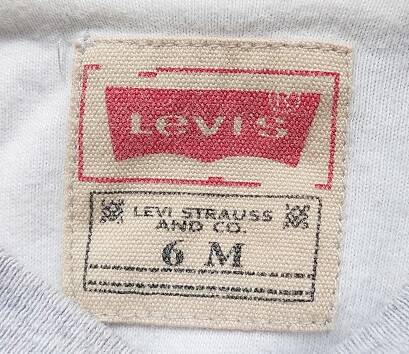 (R)
Levi's
LEVI STRAUSS
AND CO.
6 M